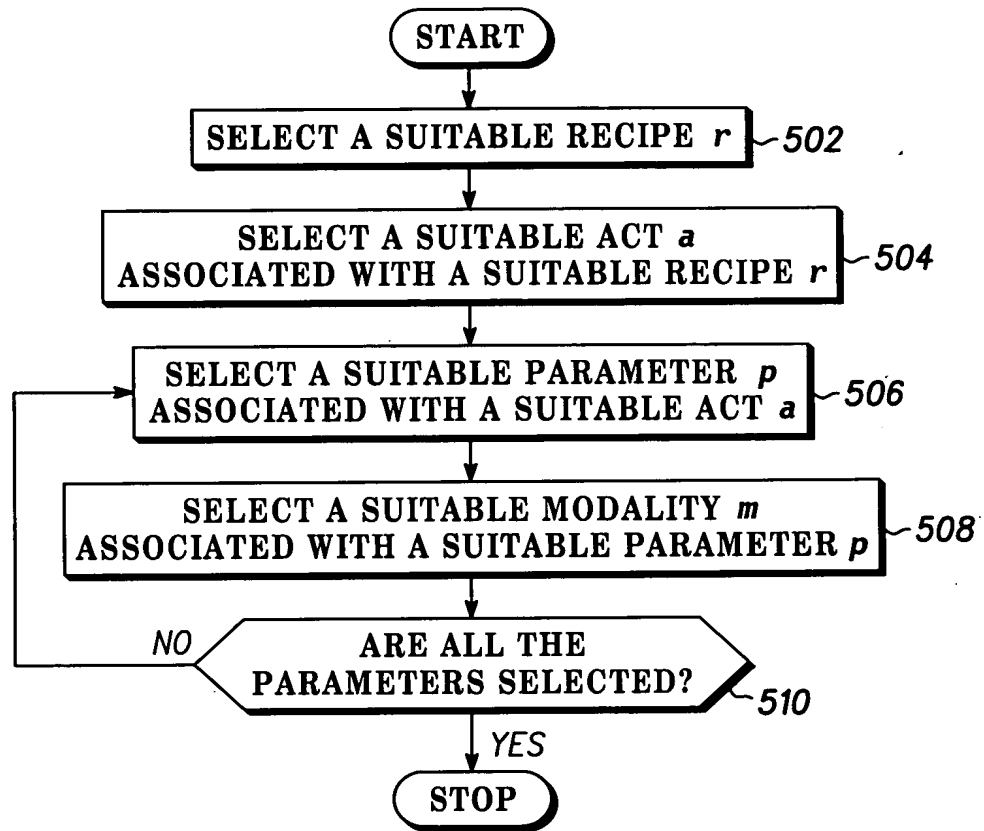 START
SELECT A SUITABLE RECIPE r
502
SELECT A SUITABLE ACT a
ASSOCIATED WITH A SUITABLE RECIPE r
504
SELECT A SUITABLE PARAMETER p
ASSOCIATED WITH A SUITABLE ACT a
506
SELECT A SUITABLE MODALITY m
ASSOCIATED WITH A SUITABLE PARAMETER p
508
NO
ARE ALL THE
PARAMETERS SELECTED?
510
YES
STOP